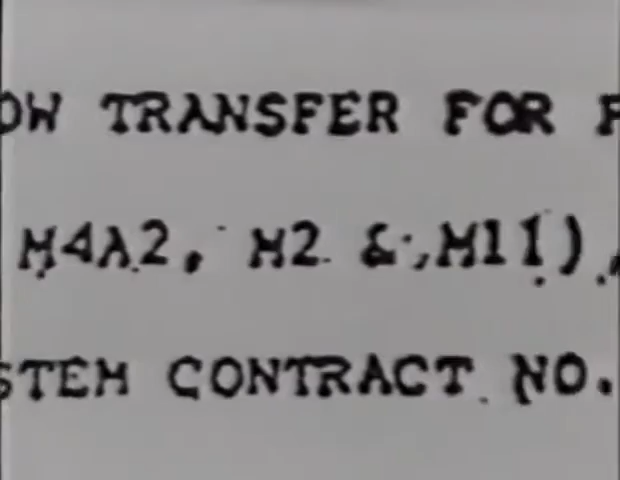 OW TRANSFER FOR F
M4A2, M2 & M11),
STEM CONTRACT NO.